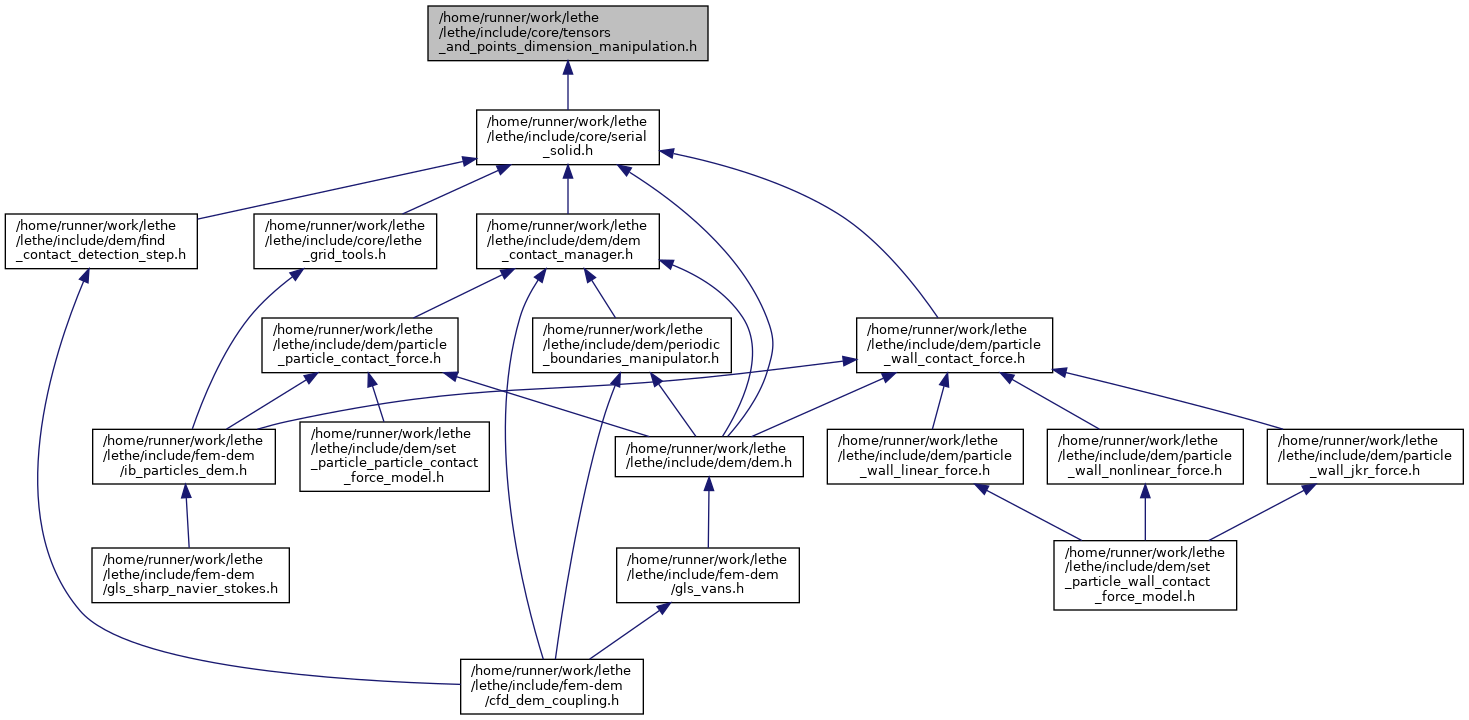 /home/runner/work/lethe
/lethe/include/core/tensors
_and_points_dimension_manipulation.h
/home/runner/work/lethe
/lethe/include/core/serial
_solid.h
/home/runner/work/lethe
/lethe/include/dem/find
_contact_detection_step.h
/home/runner/work/lethe
/lethe/include/core/lethe
_grid_tools.h
/home/runner/work/lethe
/lethe/include/dem/dem
_contact_manager.h
/home/runner/work/lethe
/lethe/include/dem/particle
_particle_contact_force.h
/home/runner/work/lethe
/lethe/include/dem/periodic
_boundaries_manipulator.h
/home/runner/work/lethe
/lethe/include/dem/particle
_wall_contact_force.h
/home/runner/work/lethe
/lethe/include/fem-dem
/ib_particles_dem.h
/home/runner/work/lethe
/lethe/include/dem/set
_particle_particle_contact
_force_model.h
/home/runner/work/lethe
/lethe/include/dem/dem.h
/home/runner/work/lethe
/lethe/include/dem/particle
_wall_linear_force.h
/home/runner/work/lethe
/lethe/include/dem/particle
_wall_nonlinear_force.h
/home/runner/work/lethe
/lethe/include/dem/particle
_wall_jkr_force.h
/home/runner/work/lethe
/lethe/include/fem-dem
/gls_sharp_navier_stokes.h
/home/runner/work/lethe
/lethe/include/fem-dem
/gls_vans.h
/home/runner/work/lethe
/lethe/include/dem/set
_particle_wall_contact
_force_model.h
/home/runner/work/lethe
/lethe/include/fem-dem
/cfd_dem_coupling.h